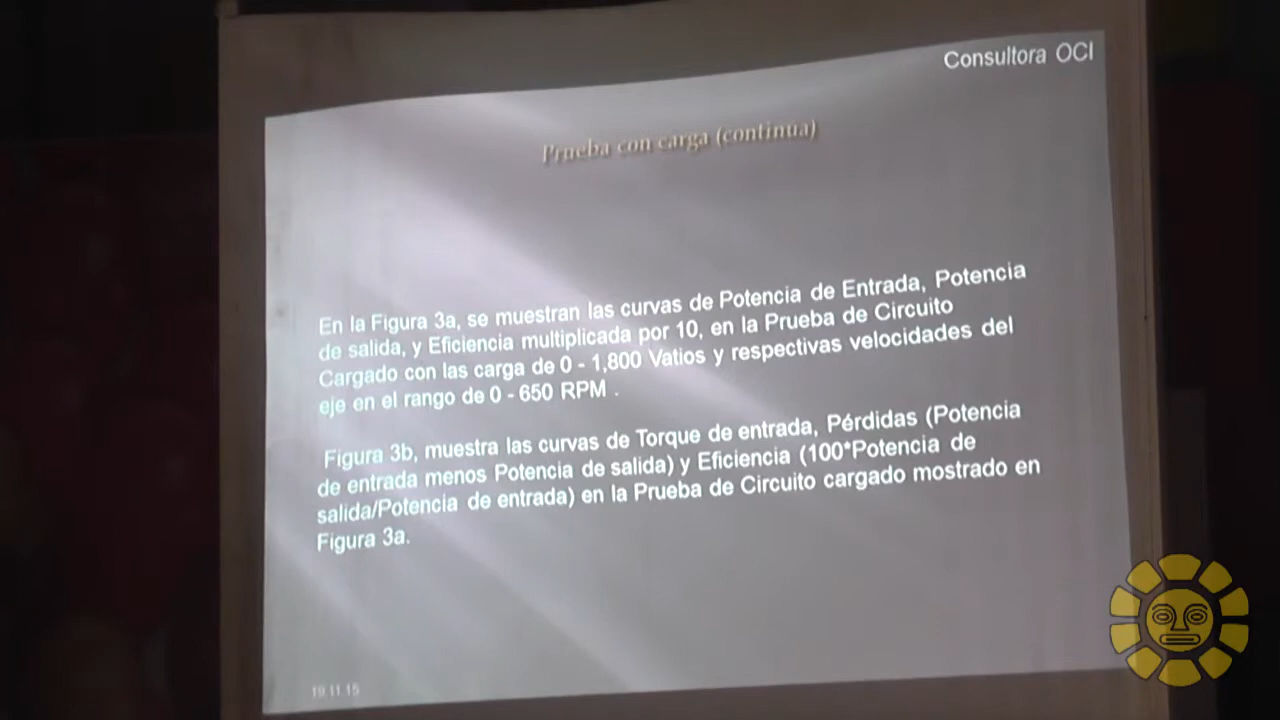 Consultora OCI
Prueba con carga (continúa)
En la Figura 3a, se muestran las curvas de Potencia de Entrada, Potencia
de salida, y Eficiencia multiplicada por 10, en la Prueba de Circuito
Cargado con las carga de 0 - 1,800 Vatios y respectivas velocidades del
eje en el rango de 0 - 650 RPM .
Figura 3b, muestra las curvas de Torque de entrada, Pérdidas (Potencia
de entrada menos Potencia de salida) y Eficiencia (100*Potencia de
salida/Potencia de entrada) en la Prueba de Circuito cargado mostrado en
Figura 3a.
19.11.15